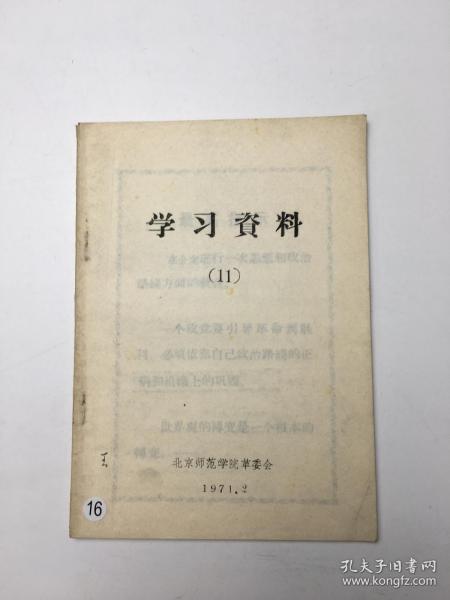 学习資料
(11)
一个政党要引导革命到胜
利，必须依靠自己政治路线的正
确和组织上的巩固。
世界观的转变是一个根本的
转变。
北京师范学院革委会
1971.2
王
16
孔夫子旧书网
www.kongfz.com